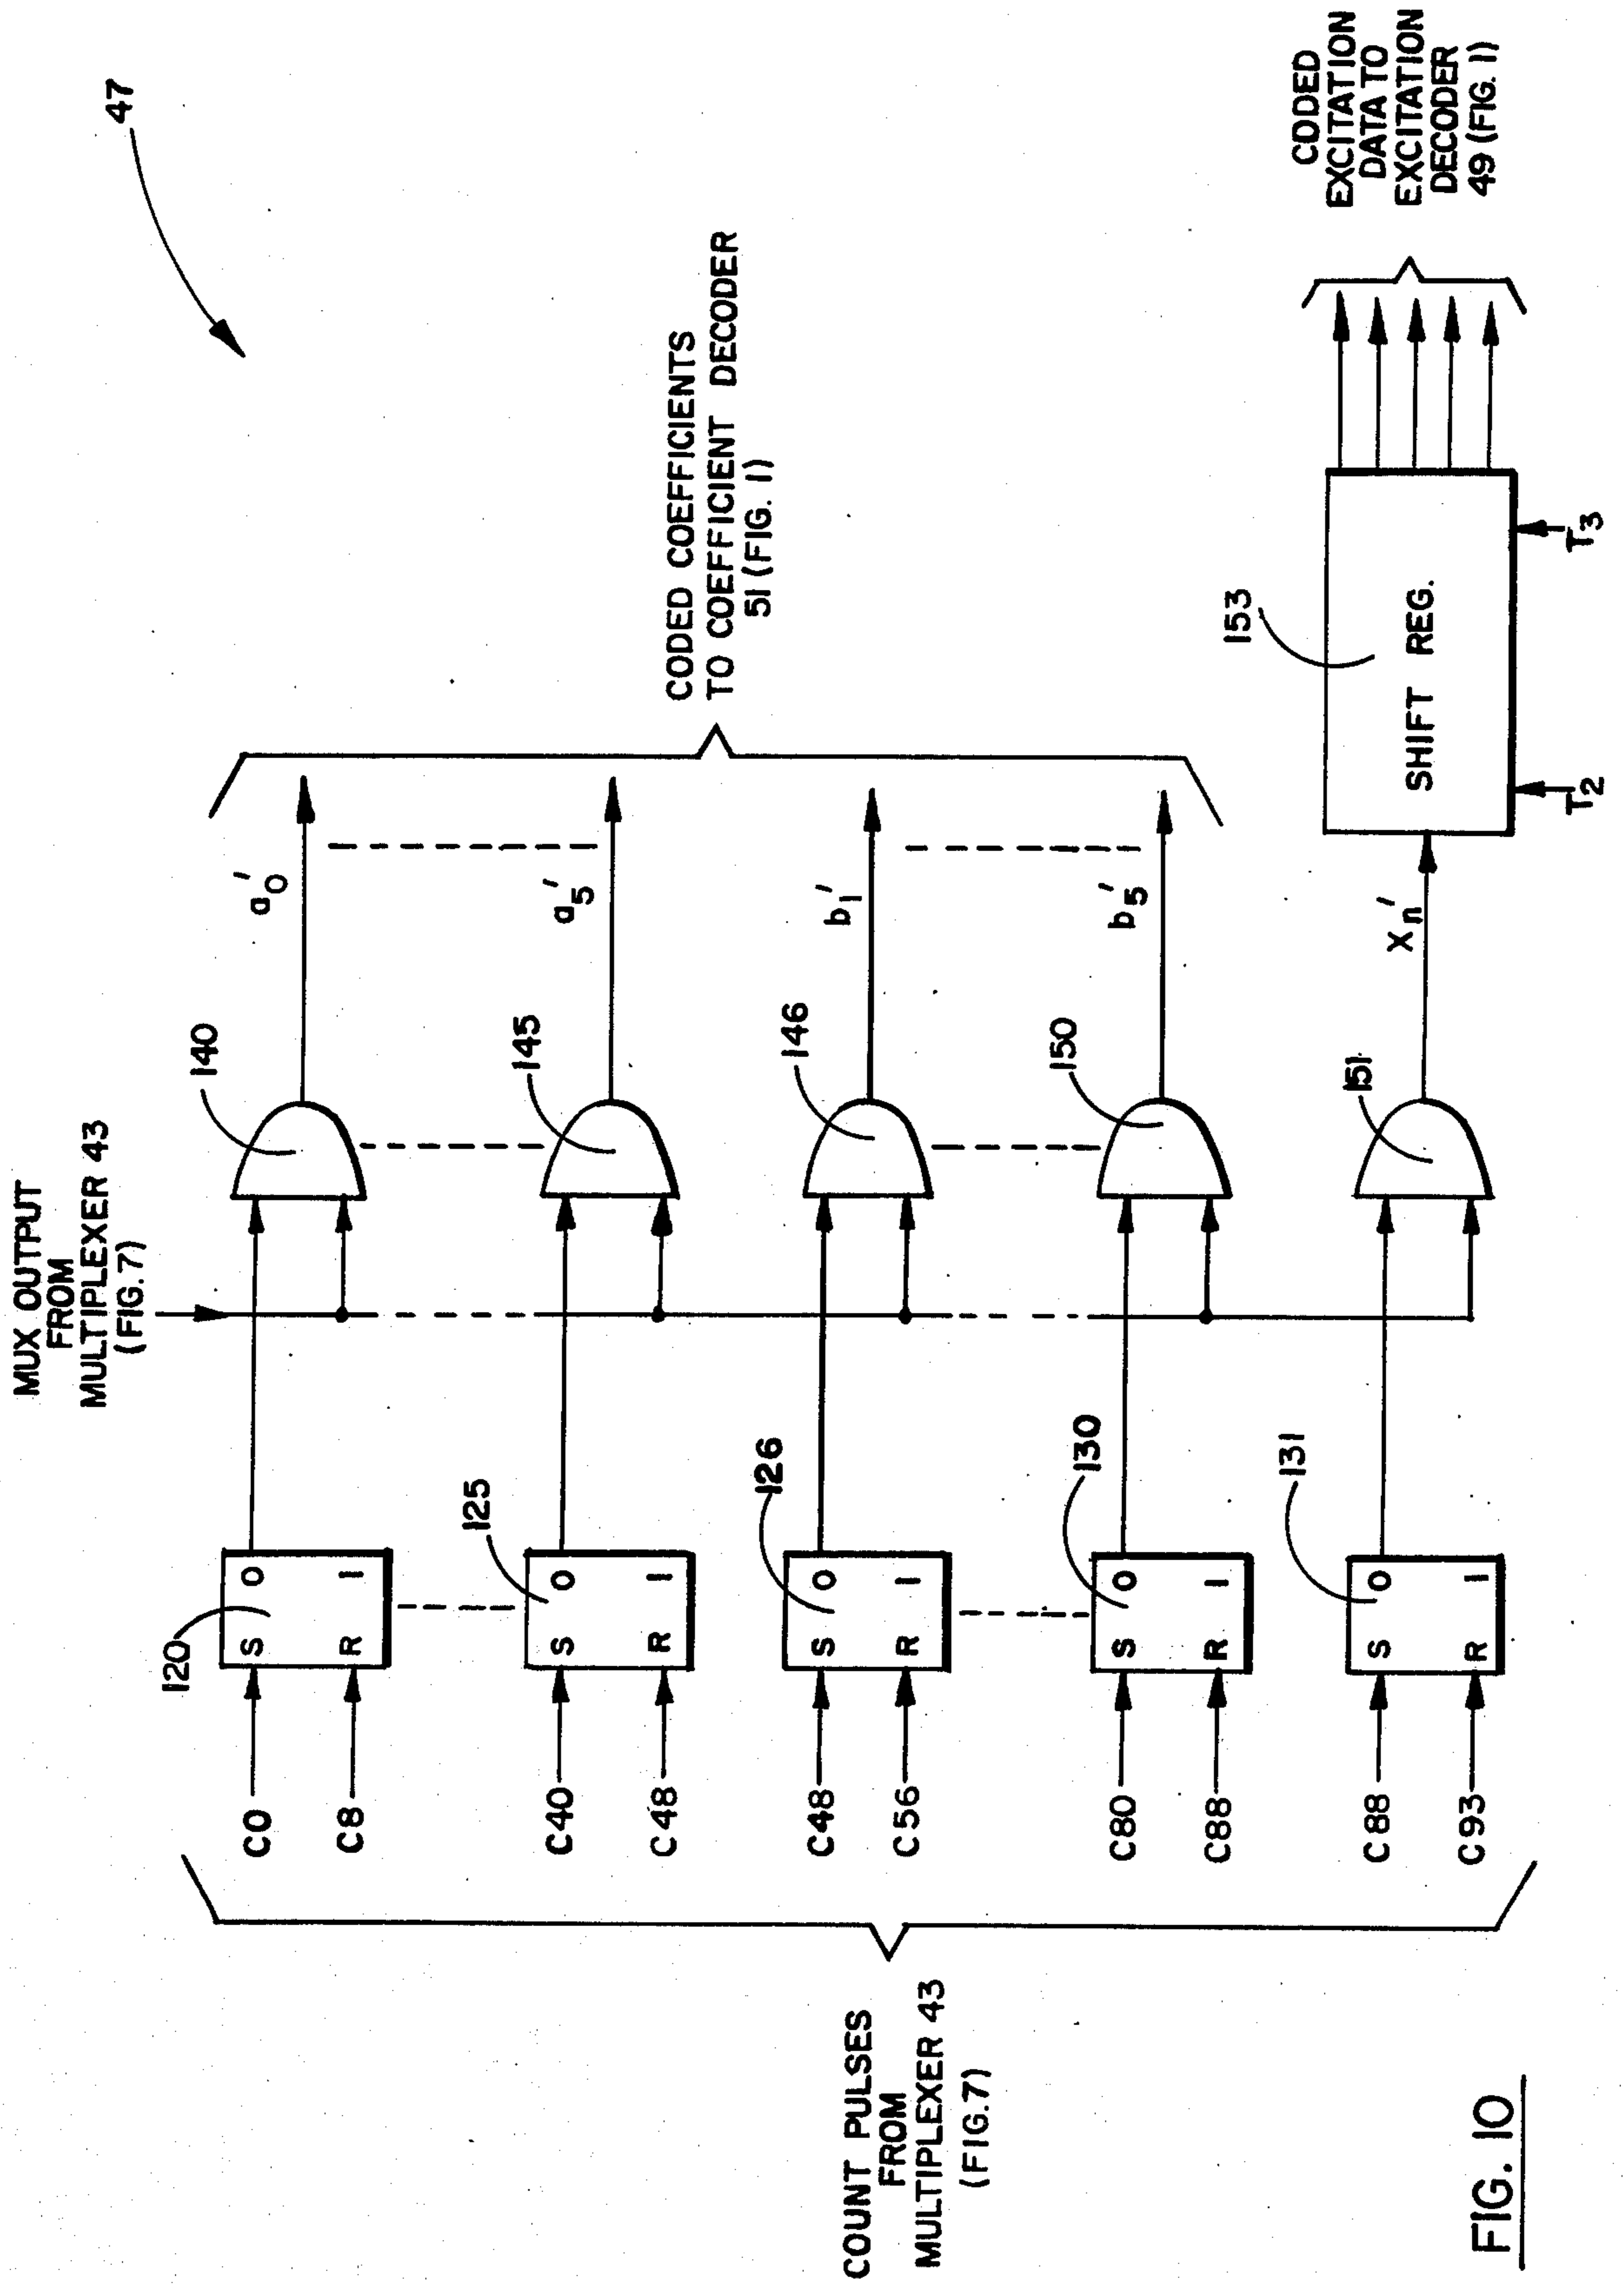 47
MUX OUTPUT
FROM
MULTIPLEXER 43
(FIG.7)
COUNT PULSES
FROM
MULTIPLEXER 43
(FIG.7)
C0
C8
120
S O
R I
140
a0'
C40
C48
125
S O
R I
145
a5'
C48
C56
126
S O
R I
146
b1'
C80
C88
130
S O
R I
150
b5'
CODED COEFFICIENTS
TO COEFFICIENT DECODER
51 (FIG. 1)
C88
C93
131
S O
R I
151
Xn'
153
SHIFT REG.
T2
T3
CODED
EXCITATION
DATA TO
EXCITATION
DECODER
49 (FIG. 1)
FIG. 10